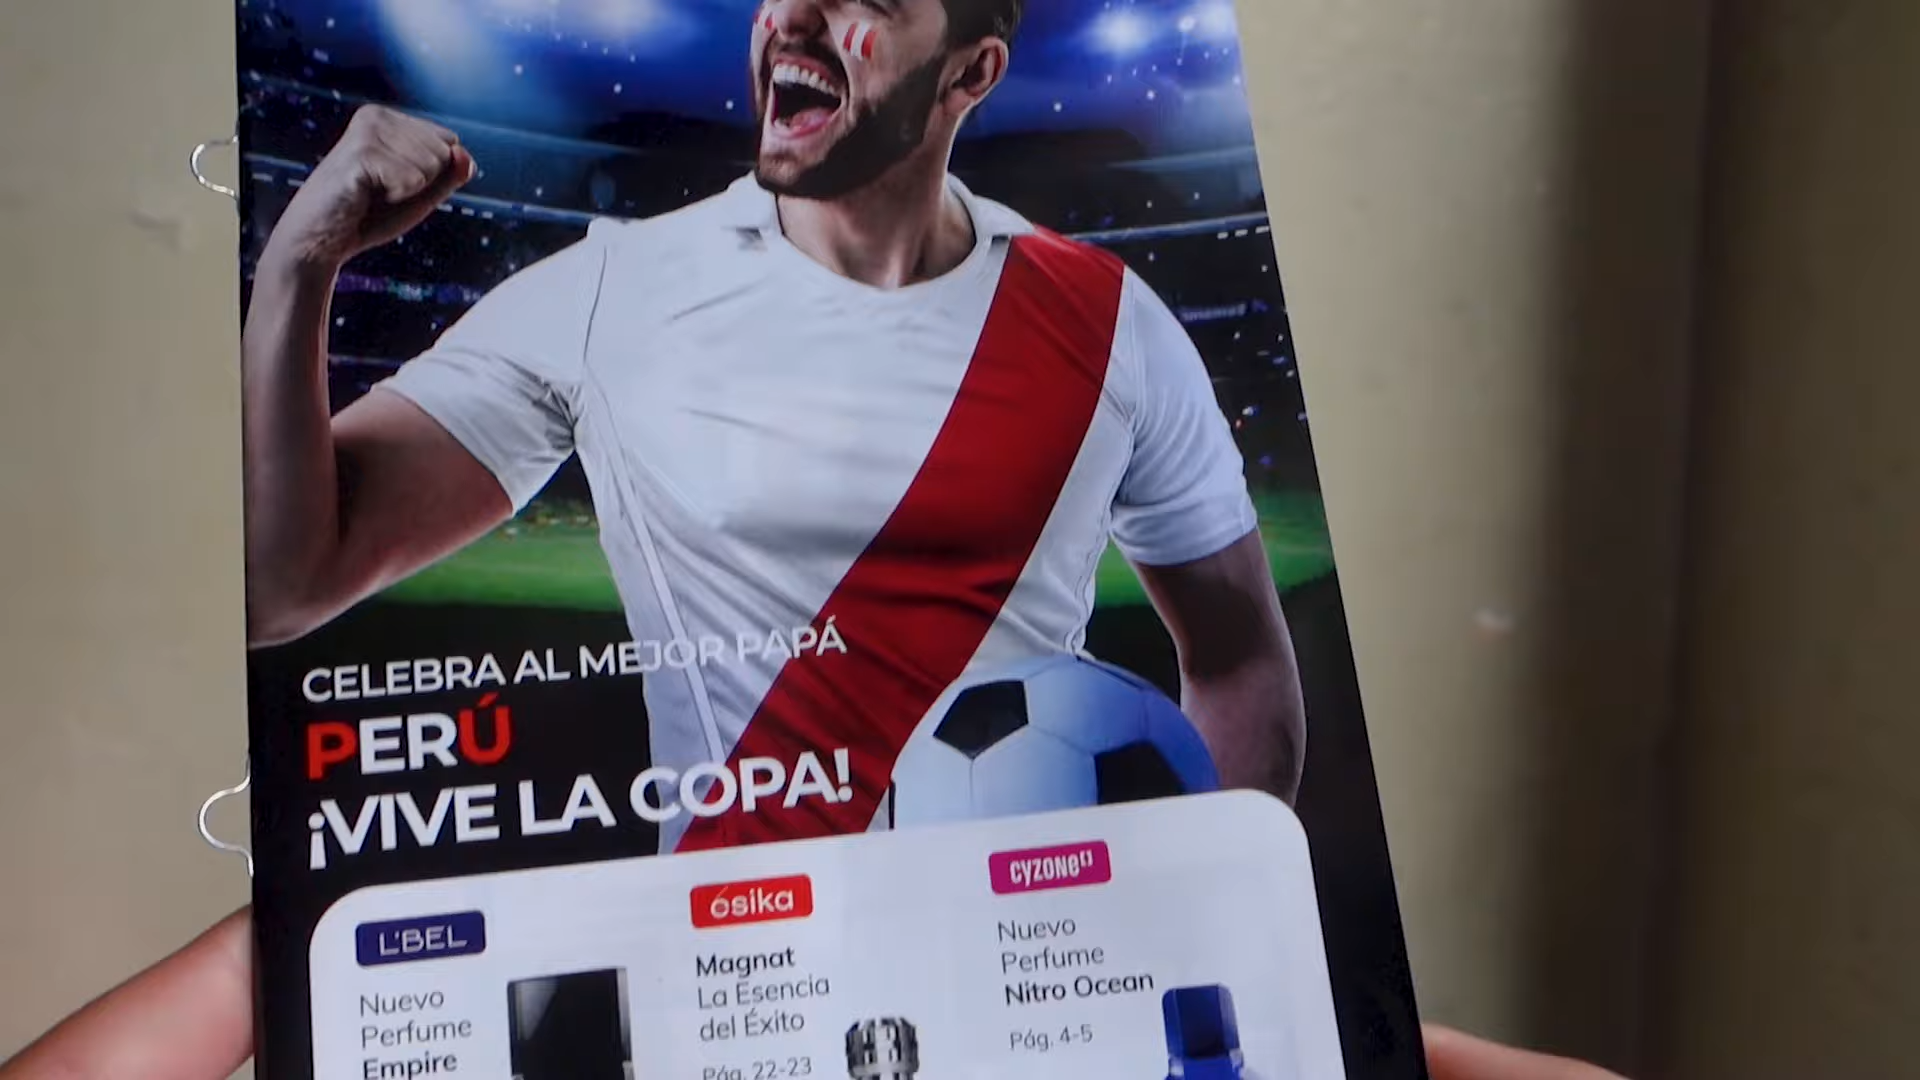 CELEBRA AL MEJOR PAPÁ
PERÚ
¡VIVE LA COPA!
L'BEL
Nuevo
Perfume
Empire
ésika
Magnat
La Esencia
del Éxito
Pág. 22-23
cyzone
Nuevo
Perfume
Nitro Ocean
Pág. 4-5